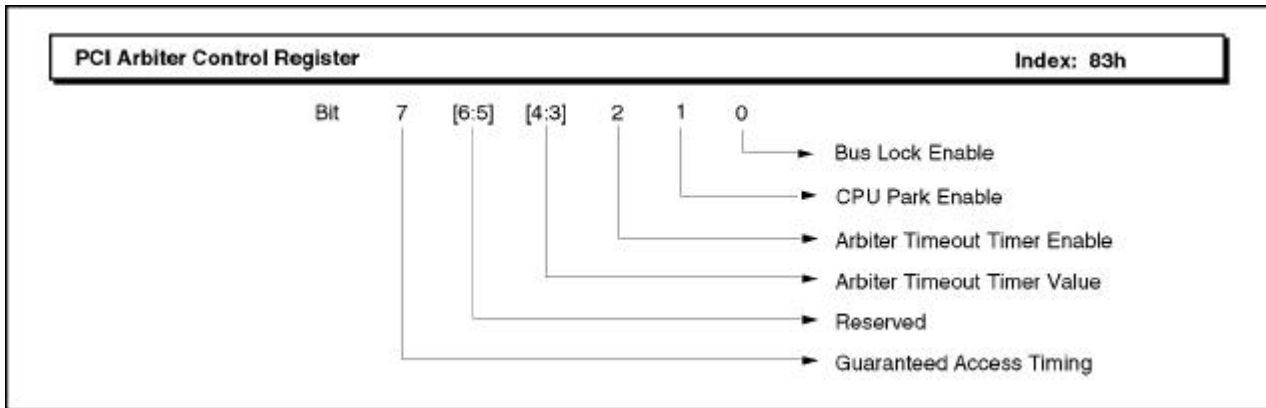 PCI Arbiter Control Register Index: 83h
Bit 7 [6:5] [4:3] 2 1 0
Bus Lock Enable
CPU Park Enable
Arbiter Timeout Timer Enable
Arbiter Timeout Timer Value
Reserved
Guaranteed Access Timing